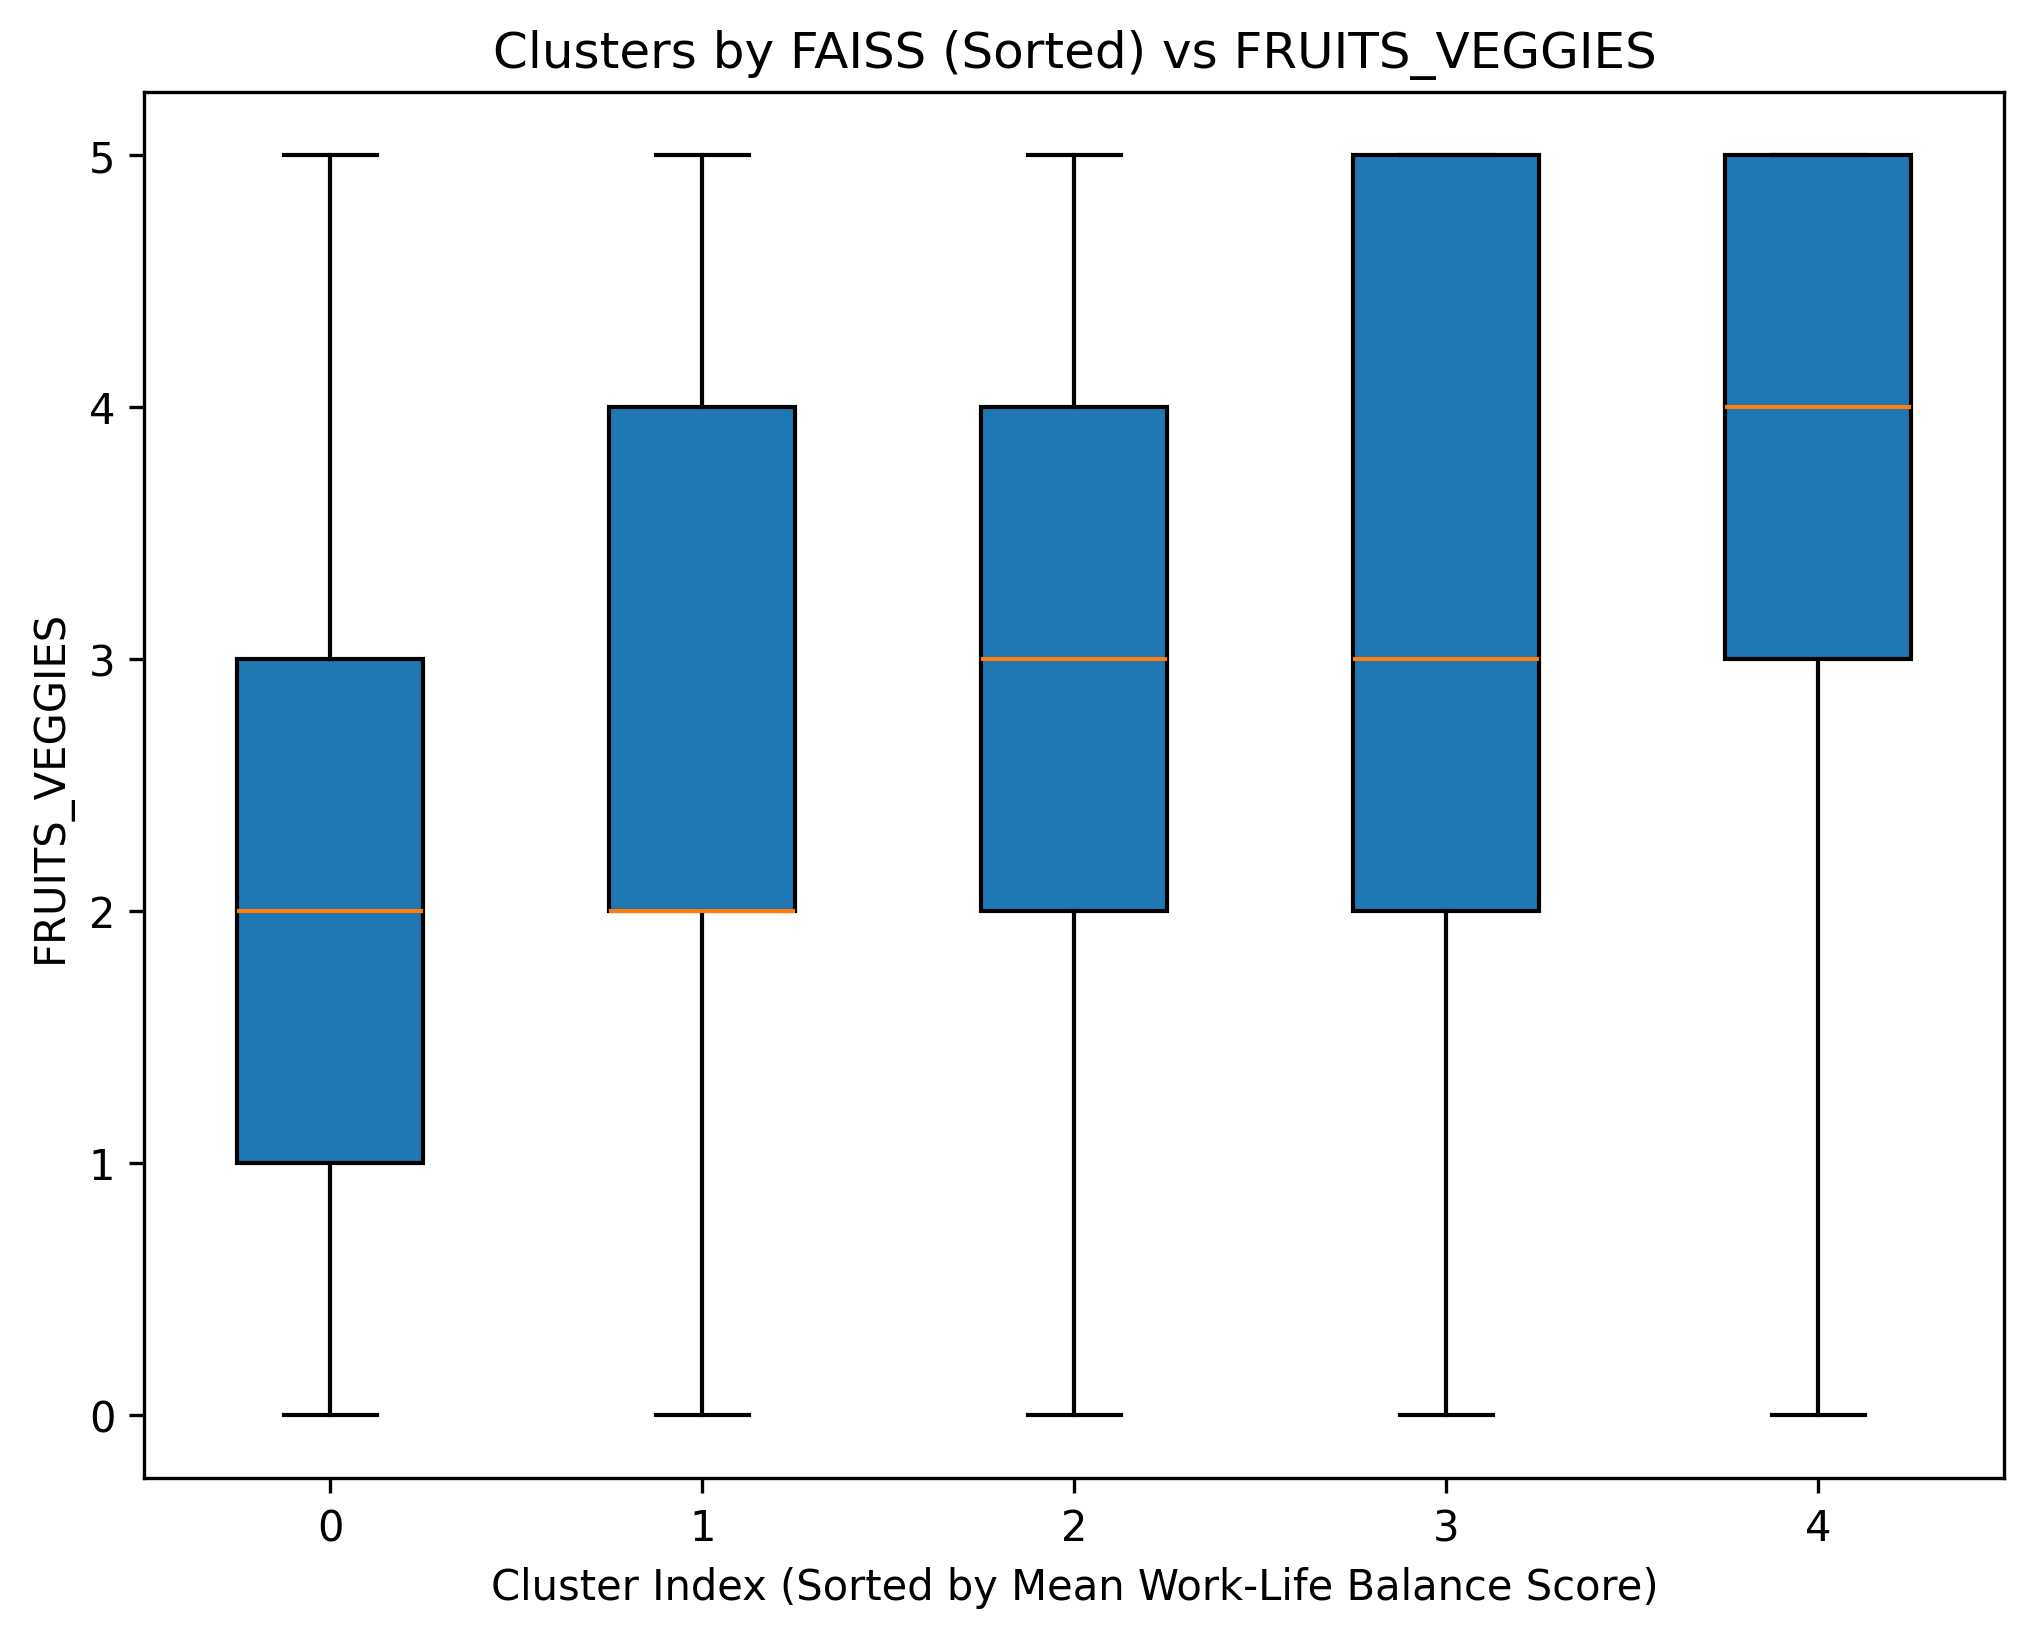 Clusters by FAISS (Sorted) vs FRUITS_VEGGIES
FRUITS_VEGGIES
5
4
3
2
1
0
0 1 2 3 4
Cluster Index (Sorted by Mean Work-Life Balance Score)